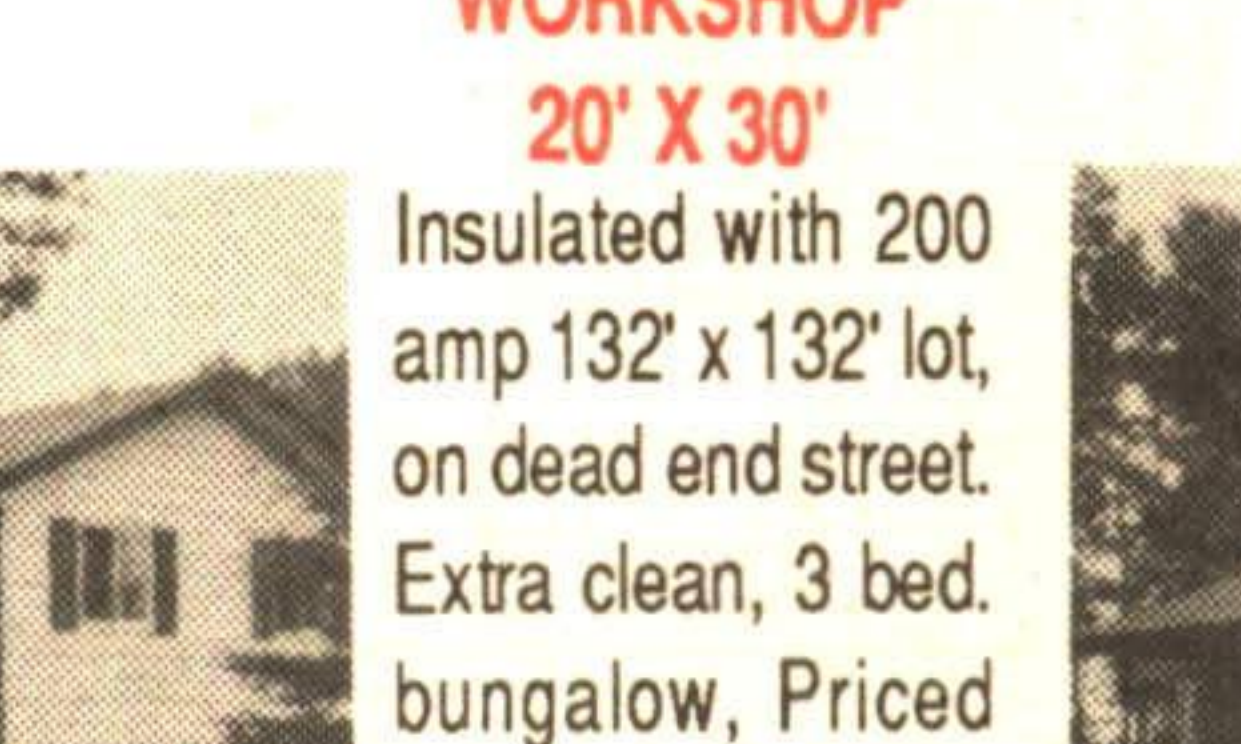 WORKSHOP
20' X 30'
Insulated with 200
amp 132' x 132' lot,
on dead end street.
Extra clean, 3 bed.
bungalow, Priced